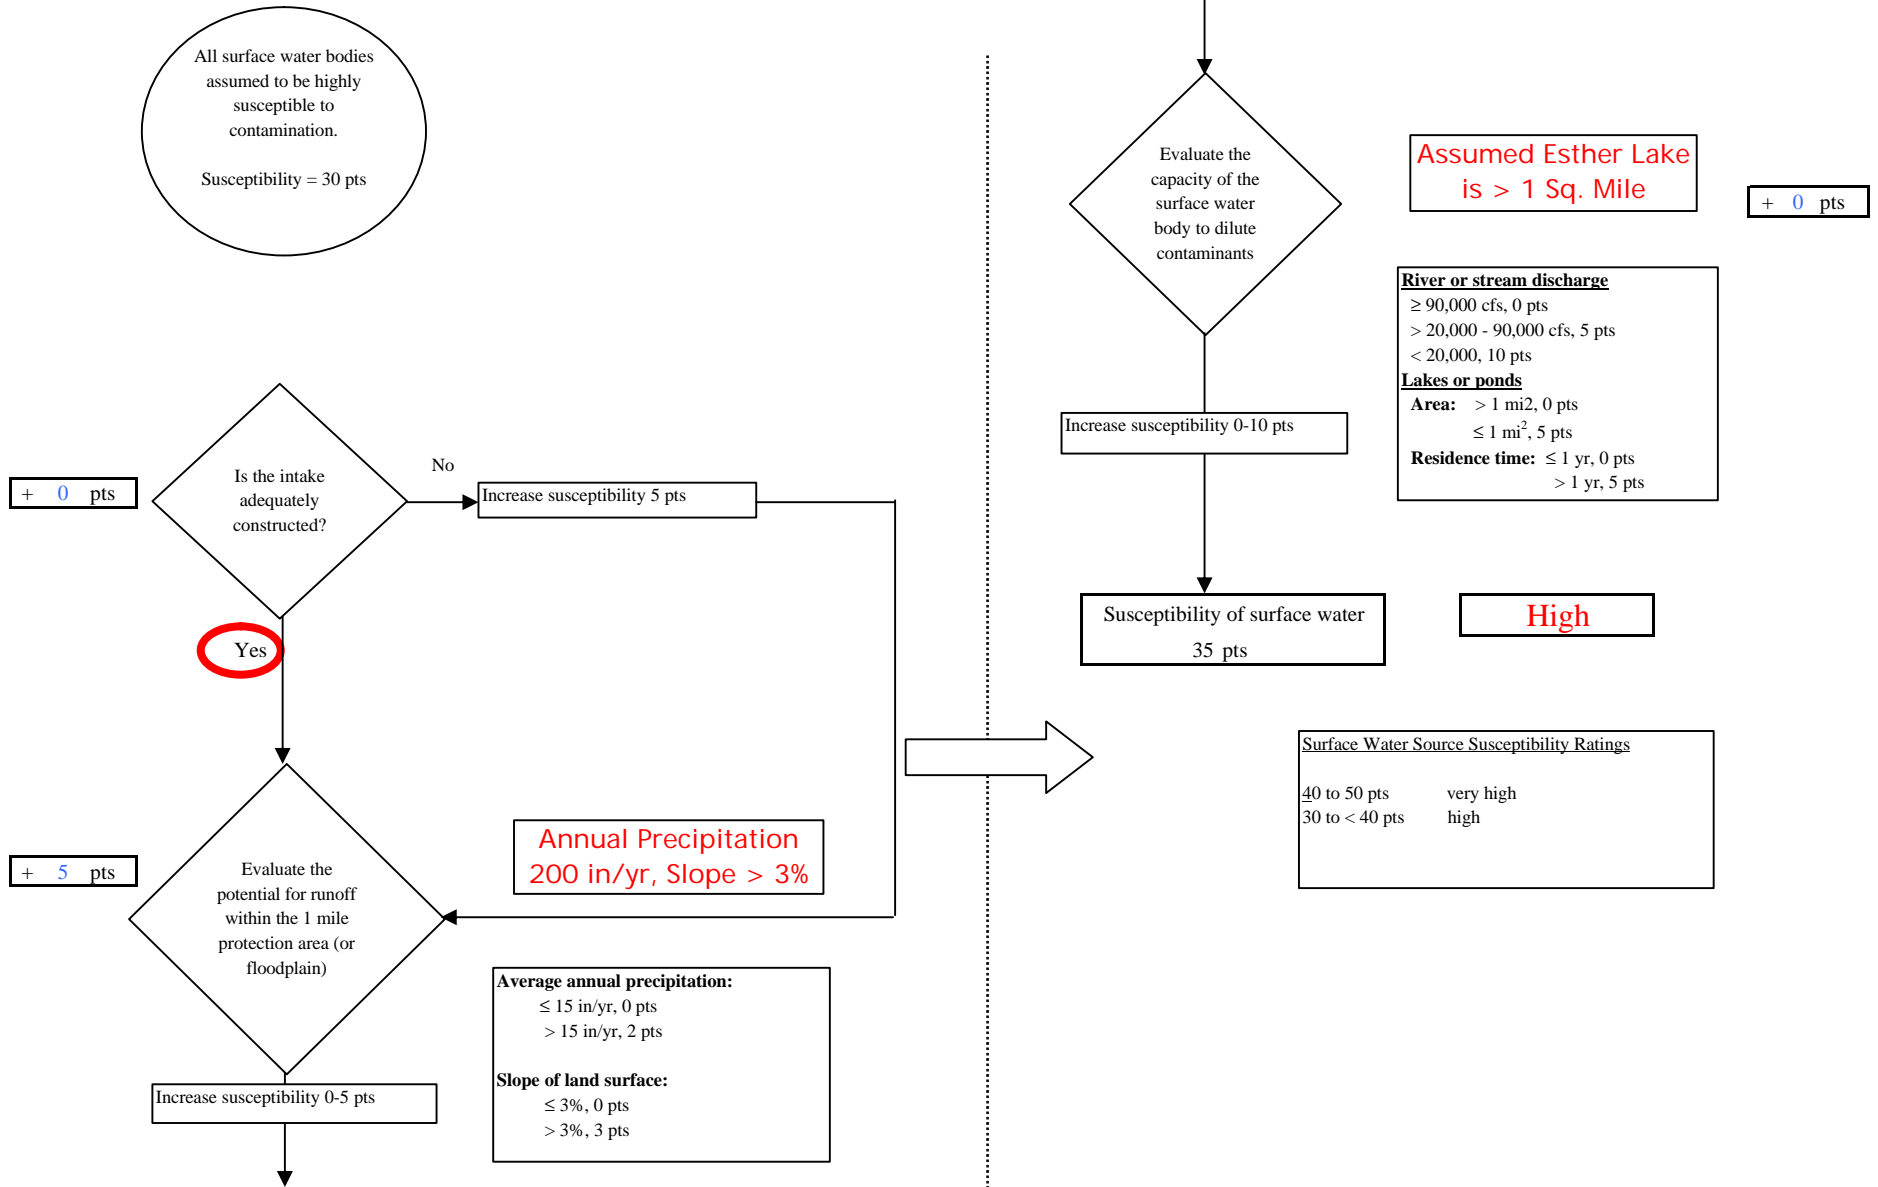 All surface water bodies
assumed to be highly
susceptible to
contamination.
Susceptibility = 30 pts
+ 0 pts
Is the intake
adequately
constructed?
No
Increase susceptibility 5 pts
Yes
+ 5 pts
Evaluate the
potential for runoff
within the 1 mile
protection area (or
floodplain)
Annual Precipitation
200 in/yr, Slope > 3%
Average annual precipitation:
≤ 15 in/yr, 0 pts
> 15 in/yr, 2 pts
Slope of land surface:
≤ 3%, 0 pts
> 3%, 3 pts
Increase susceptibility 0-5 pts
Evaluate the
capacity of the
surface water
body to dilute
contaminants
Assumed Esther Lake
is > 1 Sq. Mile
+ 0 pts
River or stream discharge
≥ 90,000 cfs, 0 pts
> 20,000 - 90,000 cfs, 5 pts
< 20,000, 10 pts
Lakes or ponds
Area: > 1 mi2, 0 pts
≤ 1 mi², 5 pts
Residence time: ≤ 1 yr, 0 pts
> 1 yr, 5 pts
Increase susceptibility 0-10 pts
Susceptibility of surface water
35 pts
High
Surface Water Source Susceptibility Ratings
40 to 50 pts very high
30 to < 40 pts high